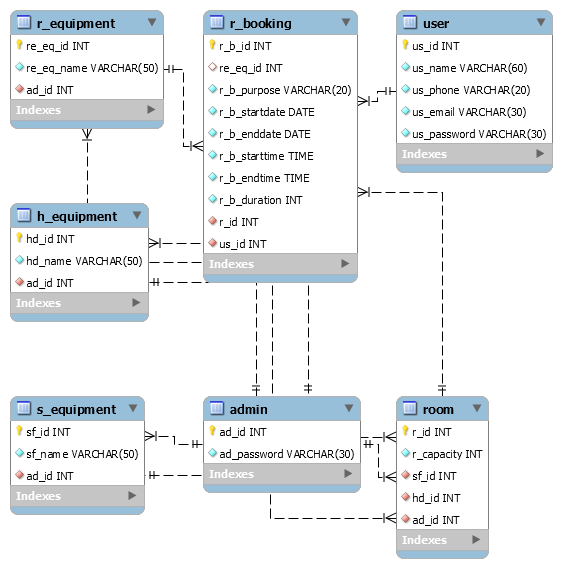 r_equipment
re_eq_id INT
re_eq_name VARCHAR(50)
ad_id INT
Indexes
r_booking
r_b_id INT
re_eq_id INT
r_b_purpose VARCHAR(20)
r_b_startdate DATE
r_b_enddate DATE
r_b_starttime TIME
r_b_endtime TIME
r_b_duration INT
r_id INT
us_id INT
Indexes
user
us_id INT
us_name VARCHAR(60)
us_phone VARCHAR(20)
us_email VARCHAR(30)
us_password VARCHAR(30)
Indexes
h_equipment
hd_id INT
hd_name VARCHAR(50)
ad_id INT
Indexes
s_equipment
sf_id INT
sf_name VARCHAR(50)
ad_id INT
Indexes
admin
ad_id INT
ad_password VARCHAR(30)
Indexes
room
r_id INT
r_capacity INT
sf_id INT
hd_id INT
ad_id INT
Indexes